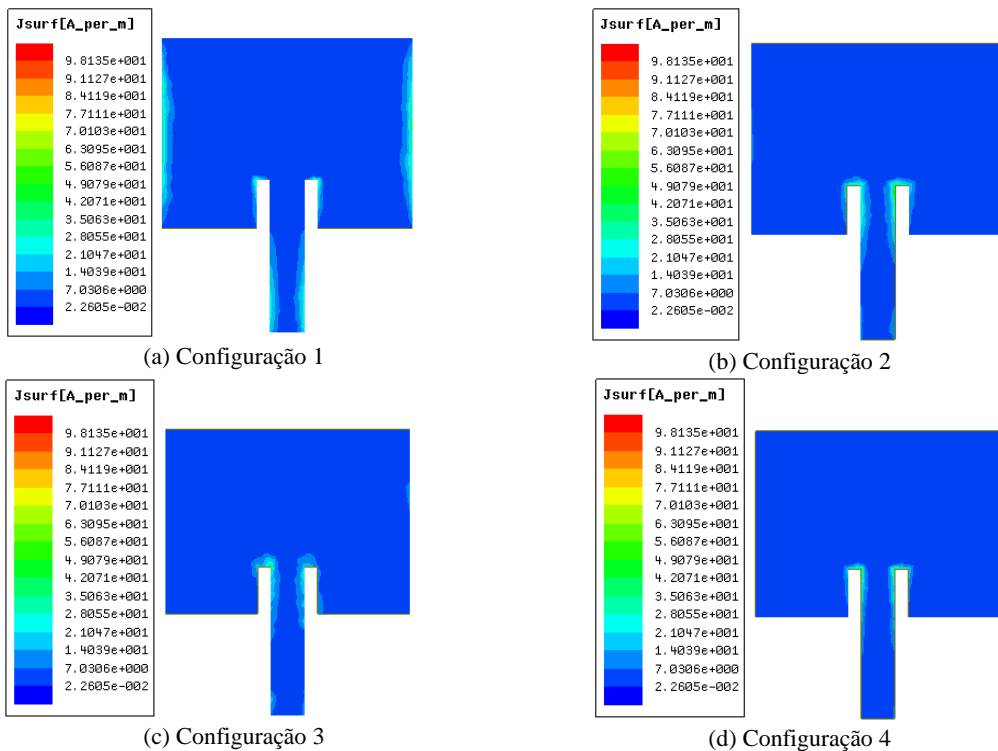 Jsurf[A_per_m]
9.8135e+001
9.1127e+001
8.4119e+001
7.7111e+001
7.0103e+001
6.3095e+001
5.6087e+001
4.9079e+001
4.2071e+001
3.5063e+001
2.8055e+001
2.1047e+001
1.4039e+001
7.0306e+000
2.2605e-002
(a) Configuração 1
Jsurf[A_per_m]
9.8135e+001
9.1127e+001
8.4119e+001
7.7111e+001
7.0103e+001
6.3095e+001
5.6087e+001
4.9079e+001
4.2071e+001
3.5063e+001
2.8055e+001
2.1047e+001
1.4039e+001
7.0306e+000
2.2605e-002
(b) Configuração 2
Jsurf[A_per_m]
9.8135e+001
9.1127e+001
8.4119e+001
7.7111e+001
7.0103e+001
6.3095e+001
5.6087e+001
4.9079e+001
4.2071e+001
3.5063e+001
2.8055e+001
2.1047e+001
1.4039e+001
7.0306e+000
2.2605e-002
(c) Configuração 3
Jsurf[A_per_m]
9.8135e+001
9.1127e+001
8.4119e+001
7.7111e+001
7.0103e+001
6.3095e+001
5.6087e+001
4.9079e+001
4.2071e+001
3.5063e+001
2.8055e+001
2.1047e+001
1.4039e+001
7.0306e+000
2.2605e-002
(d) Configuração 4